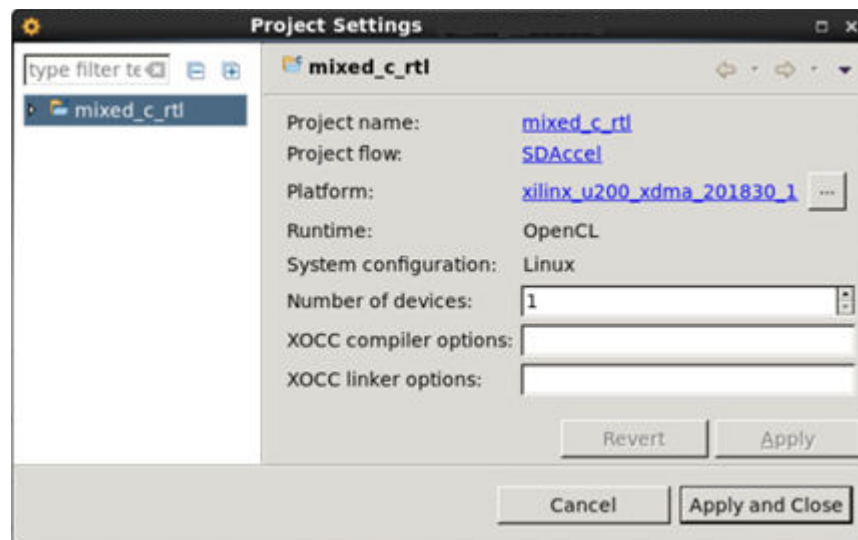 Project Settings
type filter te
mixed_c_rtl
mixed_c_rtl
Project name: mixed_c_rtl
Project flow: SDAccel
Platform: xilinx_u200_xdma_201830_1 ...
Runtime: OpenCL
System configuration: Linux
Number of devices: 1
XOCC compiler options:
XOCC linker options:
Revert Apply
Cancel Apply and Close